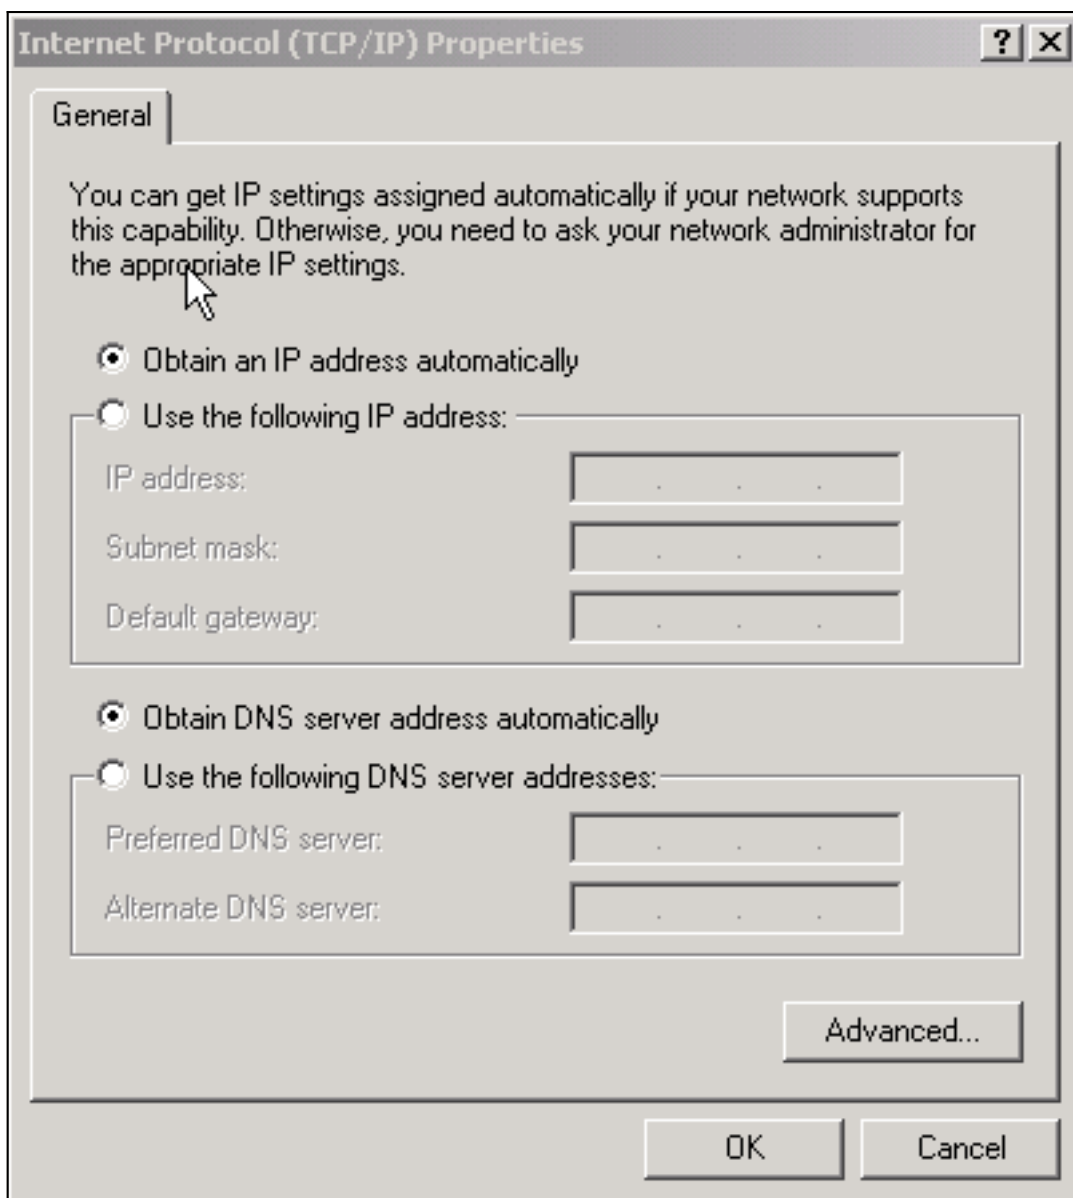 Internet Protocol (TCP/IP) Properties
General
You can get IP settings assigned automatically if your network supports
this capability. Otherwise, you need to ask your network administrator for
the appropriate IP settings.
Obtain an IP address automatically
Use the following IP address:
IP address:
Subnet mask:
Default gateway:
Obtain DNS server address automatically
Use the following DNS server addresses:
Preferred DNS server:
Alternate DNS server:
Advanced...
OK
Cancel